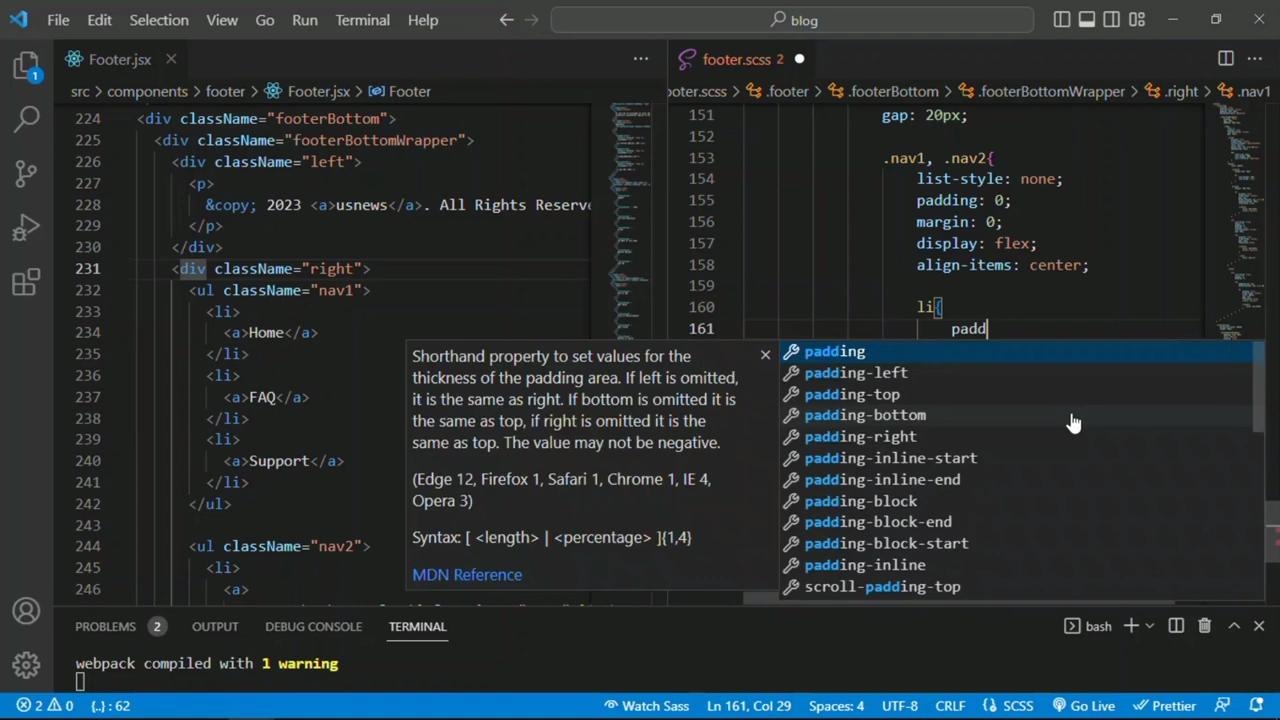 File Edit Selection View Go Run Terminal Help blog
Footer.jsx
footer.scss 2
src > components > footer > Footer.jsx > Footer
oter.scss > .footer > .footerBottom > .footerBottomWrapper > .right > .nav1
224 <div className="footerBottom">
225 <div className="footerBottomWrapper">
226 <div className="left">
227 <p>
228 &copy; 2023 <a>usnews</a>. All Rights Reserve
229 </p>
230 </div>
231 <div className="right">
232 <ul className="nav1">
233 <li>
234 <a>Home</a>
235 </li>
236 <li>
237 <a>FAQ</a>
238 </li>
239 <li>
240 <a>Support</a>
241 </li>
242 </ul>
243
244 <ul className="nav2">
245 <li>
246 <a>
151 gap: 20px;
152
153 .nav1, .nav2{
154 list-style: none;
155 padding: 0;
156 margin: 0;
157 display: flex;
158 align-items: center;
159
160 li{
161 padd
Shorthand property to set values for the
thickness of the padding area. If left is omitted,
it is the same as right. If bottom is omitted it is
the same as top, if right is omitted it is the
same as top. The value may not be negative.
(Edge 12, Firefox 1, Safari 1, Chrome 1, IE 4,
Opera 3)
Syntax: [ <length> | <percentage> ]{1,4}
MDN Reference
padding
padding-left
padding-top
padding-bottom
padding-right
padding-inline-start
padding-inline-end
padding-block
padding-block-end
padding-block-start
padding-inline
scroll-padding-top
PROBLEMS 2 OUTPUT DEBUG CONSOLE TERMINAL bash
webpack compiled with 1 warning
2 0 {..} : 62 Watch Sass Ln 161, Col 29 Spaces: 4 UTF-8 CRLF SCSS Go Live Prettier
1